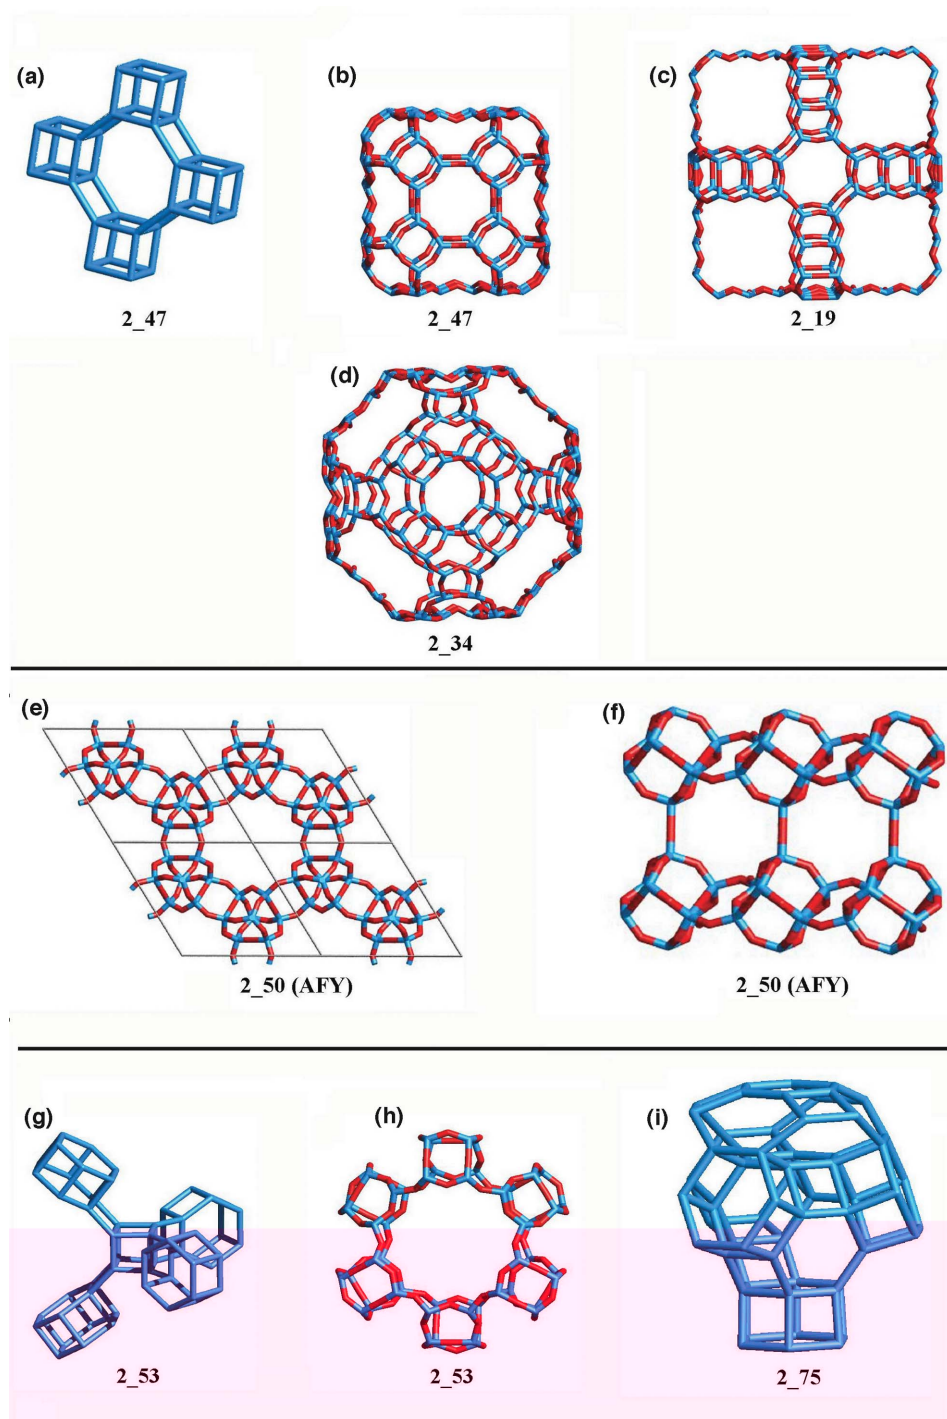 (a)
(b)
(c)
2_47
2_47
2_19
(d)
2_34
(e)
(f)
2_50 (AFY)
2_50 (AFY)
(g)
(h)
(i)
2_53
2_53
2_75